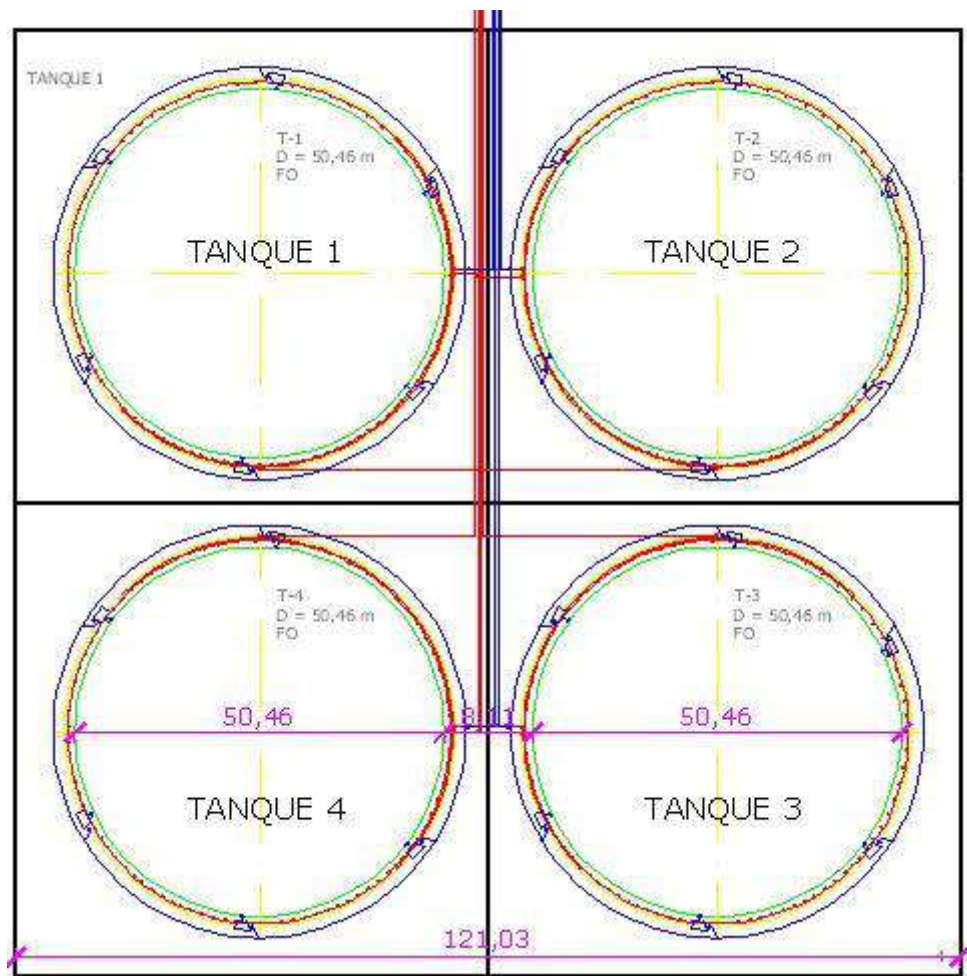 TANQUE 1
T-1
D = 50,46 m
FO
T-2
D = 50,46 m
FO
TANQUE 1
TANQUE 2
T-4
D = 50,46 m
FO
T-3
D = 50,46 m
FO
50,46
50,46
TANQUE 4
TANQUE 3
121,03